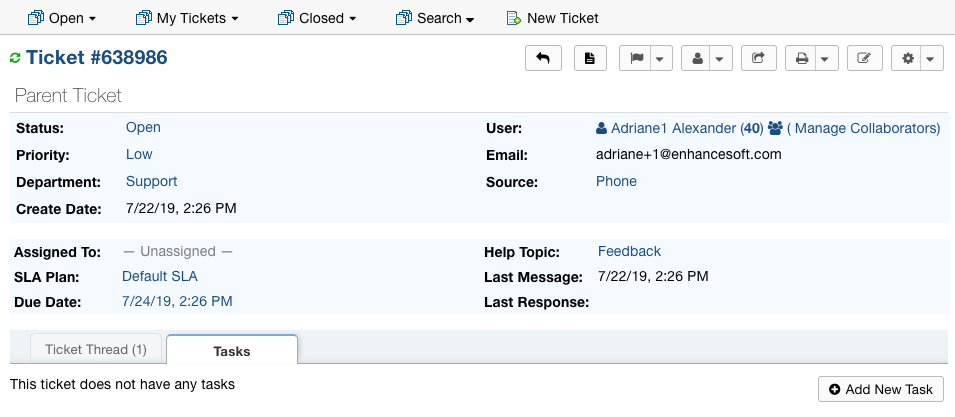 Open My Tickets Closed Search New Ticket
Ticket #638986
Parent Ticket
Status: Open User: Adriane1 Alexander (40) ( Manage Collaborators)
Priority: Low Email: adriane+1@enhancesoft.com
Department: Support Source: Phone
Create Date: 7/22/19, 2:26 PM
Assigned To: — Unassigned — Help Topic: Feedback
SLA Plan: Default SLA Last Message: 7/22/19, 2:26 PM
Due Date: 7/24/19, 2:26 PM Last Response:
Ticket Thread (1) Tasks
This ticket does not have any tasks Add New Task